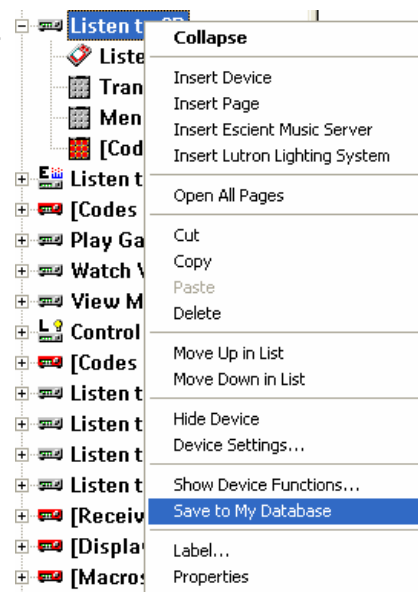 Listen t
Liste
Tran
Men
[Cod
Listen t
[Codes
Play Ga
Watch
View M
Control
[Codes
Listen t
Listen t
Listen t
Listen t
[Receiv
[Displa
[Macros
Collapse
Insert Device
Insert Page
Insert Escient Music Server
Insert Lutron Lighting System
Open All Pages
Cut
Copy
Paste
Delete
Move Up in List
Move Down in List
Hide Device
Device Settings...
Show Device Functions...
Save to My Database
Label...
Properties